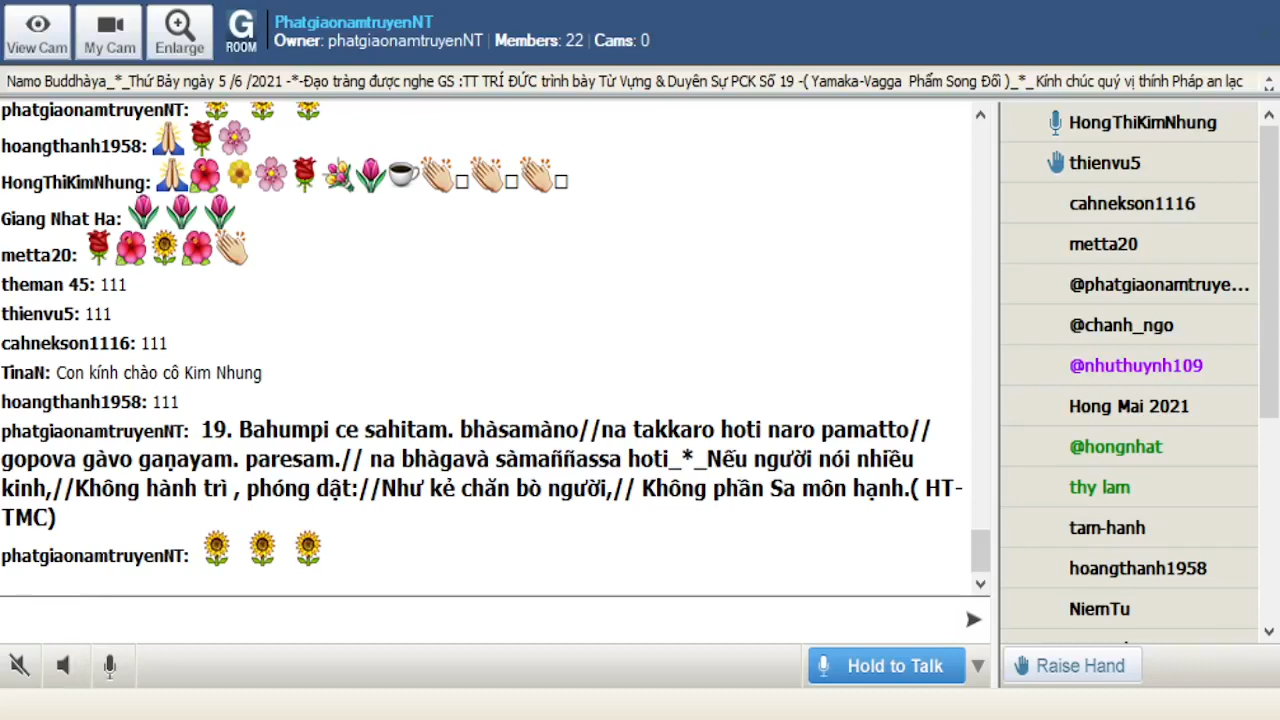 View Cam
My Cam
Enlarge
G
ROOM
PhatgiaonamtruyenNT
Owner: phatgiaonamtruyenNT | Members: 22 | Cams: 0
Namo Buddhàya_*_Thứ Bảy ngày 5 /6 /2021 -*-Đạo tràng được nghe GS :TT TRÍ ĐỨC trình bày Từ Vựng & Duyên Sự PCK Số 19 -( Yamaka-Vagga Phẩm Song Đối )_*_ Kính chúc quý vị thính Pháp an lạc
phatgiaonamtruyenNT: 🌻 🌻 🌻
hoangthanh1958: 🙏🌹🌸
HongThiKimNhung: 🙏🌺🌼🌸🌹💐🌷☕👏□👏□👏□
Giang Nhat Ha: 🌷🌷🌷
metta20: 🌹🌺🌻🌺👏
theman 45: 111
thienvu5: 111
cahnekson1116: 111
TinaN: Con kính chào cô Kim Nhung
hoangthanh1958: 111
phatgiaonamtruyenNT: 19. Bahumpi ce sahitam. bhàsamàno//na takkaro hoti naro pamatto//
gopova gàvo gaṇayam. paresam.// na bhàgavà sàmaññassa hoti_*_Nếu người nói nhiều
kinh,//Không hành trì , phóng dật://Như kẻ chăn bò người,// Không phần Sa môn hạnh.( HT-
TMC)
phatgiaonamtruyenNT: 🌻 🌻 🌻
Hold to Talk
HongThiKimNhung
thienvu5
cahnekson1116
metta20
@phatgiaonamtruye...
@chanh_ngo
@nhuthuynh109
Hong Mai 2021
@hongnhat
thy lam
tam-hanh
hoangthanh1958
NiemTu
Raise Hand